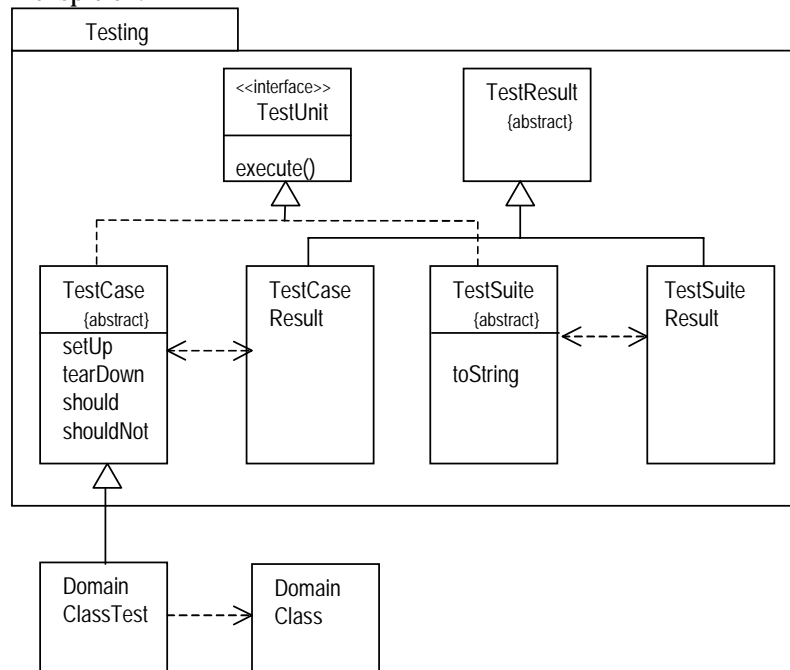 Testing
<<interface>>
TestUnit
execute()
TestResult
{abstract}
TestCase
{abstract}
setUp
tearDown
should
shouldNot
TestCase
Result
TestSuite
{abstract}
toString
TestSuite
Result
Domain
ClassTest
Domain
Class